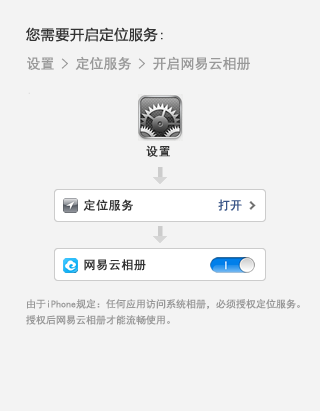 您需要开启定位服务：
设置 > 定位服务 > 开启网易云相册
设置
定位服务 打开 >
网易云相册
由于iPhone规定：任何应用访问系统相册，必须授权定位服务。
授权后网易云相册才能流畅使用。